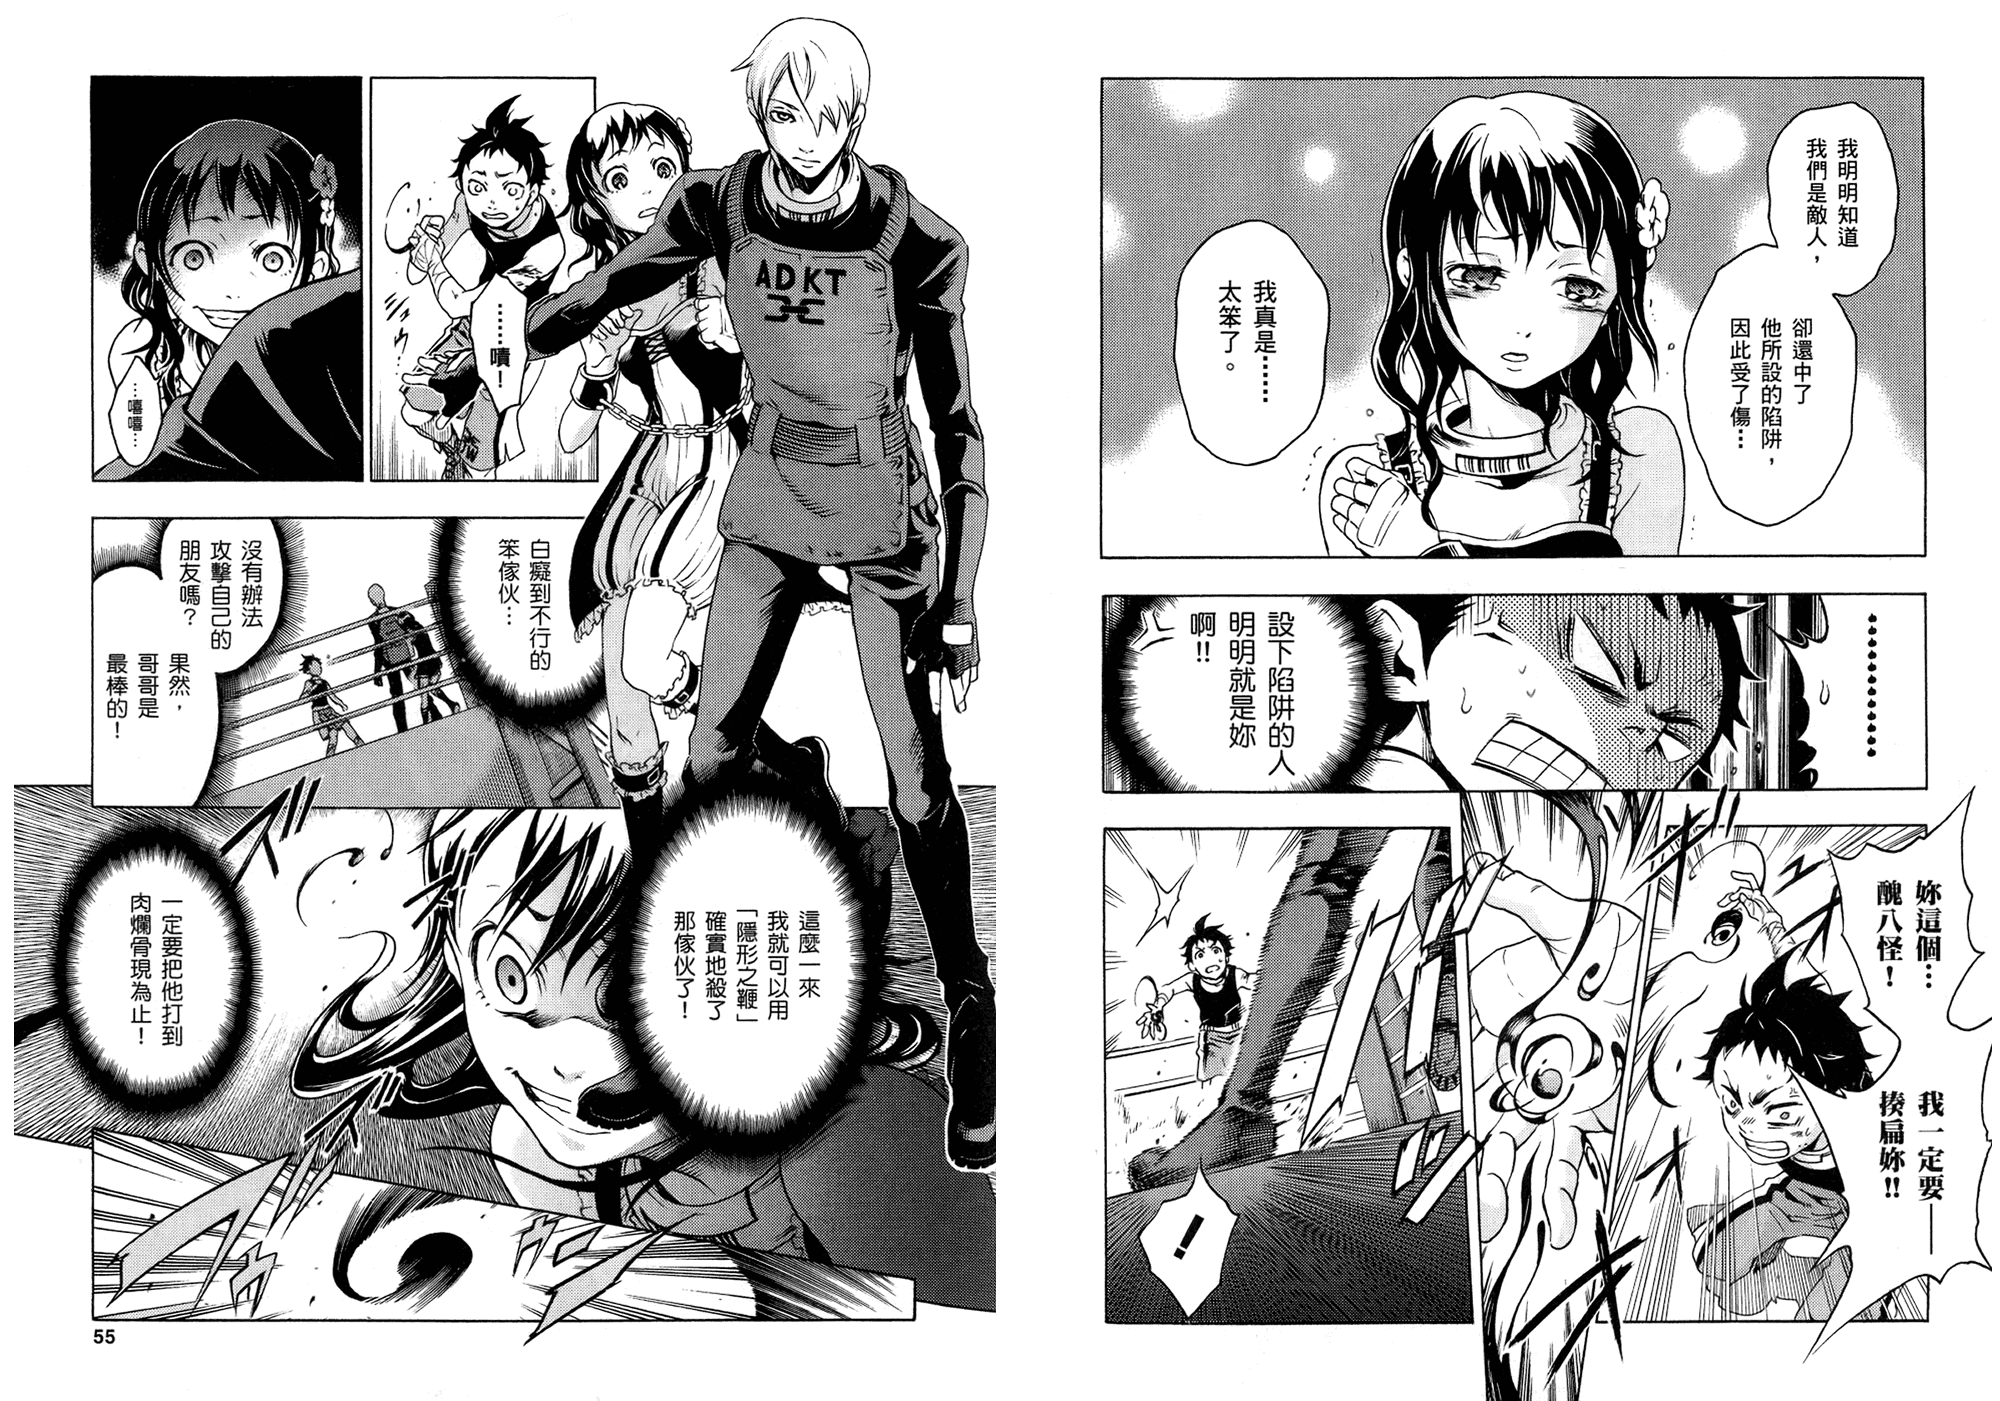 我明明知道
我們是敵人，
卻還中了
他所設的陷阱，
因此受了傷…
我真是……
太笨了。
…………
設下陷阱的人
明明就是妳
啊!!
妳這個…
醜八怪！
我一定要——
揍扁妳!!
！
ADKT
……嘖！
…嘻嘻…
白癡到不行的
笨傢伙…
沒有辦法
攻擊自己的
朋友嗎？
果然，
哥哥是
最棒的！
這麼一來
我就可以用
「隱形之鞭」
確實地殺了
那傢伙了！
一定要把他打到
肉爛骨現為止！
55